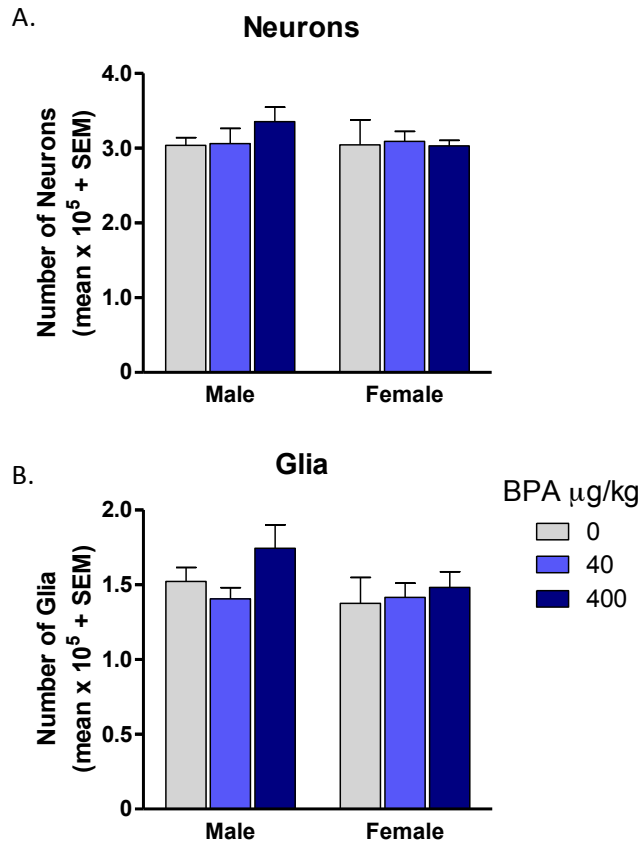 A.
Neurons
Number of Neurons
(mean x 10⁵ + SEM)
4.0
3.0
2.0
1.0
0
Male Female
B.
Glia
Number of Glia
(mean x 10⁵ + SEM)
2.0
1.5
1.0
0.5
0
Male Female
BPA μg/kg
0
40
400